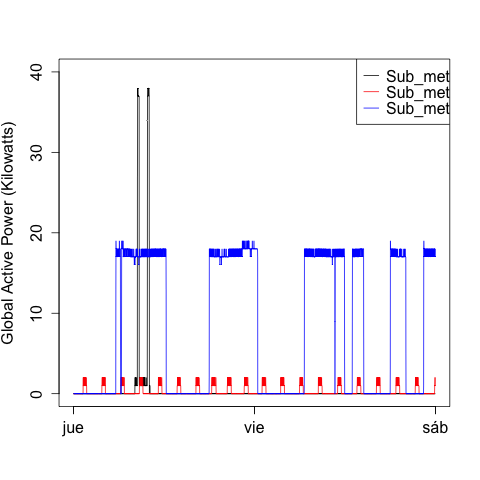 Global Active Power (Kilowatts)
40
30
20
10
0
Sub_met
Sub_met
Sub_met
jue vie sáb